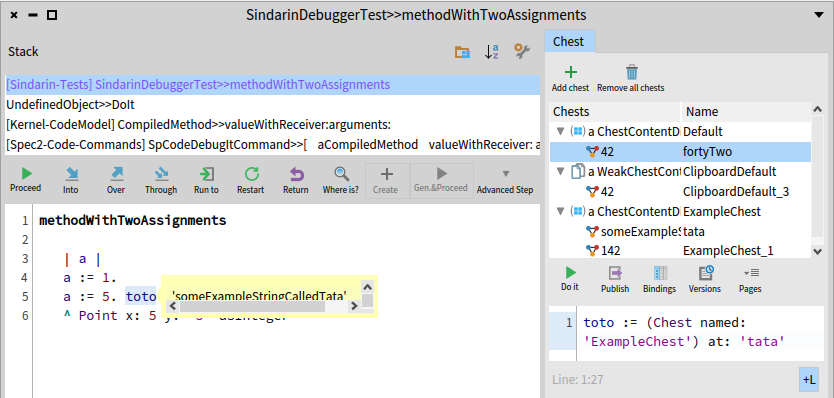 SindarinDebuggerTest>>methodWithTwoAssignments
Stack
[Sindarin-Tests] SindarinDebuggerTest>>methodWithTwoAssignments
UndefinedObject>>DoIt
[Kernel-CodeModel] CompiledMethod>>valueWithReceiver:arguments:
[Spec2-Code-Commands] SpCodeDebugItCommand>>[ aCompiledMethod valueWithReceiver: a
Proceed Into Over Through Run to Restart Return Where is? Create Gen.&Proceed Advanced Step
1 methodWithTwoAssignments
2
3 | a |
4 a := 1.
5 a := 5. toto 'someExampleStringCalledTata'
6 ^ Point x: 5 y:
Chest
Add chest Remove all chests
Chests Name
a ChestContentD Default
42 fortyTwo
a WeakChestCont ClipboardDefault
42 ClipboardDefault_3
a ChestContentD ExampleChest
someExampleS tata
142 ExampleChest_1
Do it Publish Bindings Versions Pages
1 toto := (Chest named:
'ExampleChest') at: 'tata'
Line: 1:27 +L